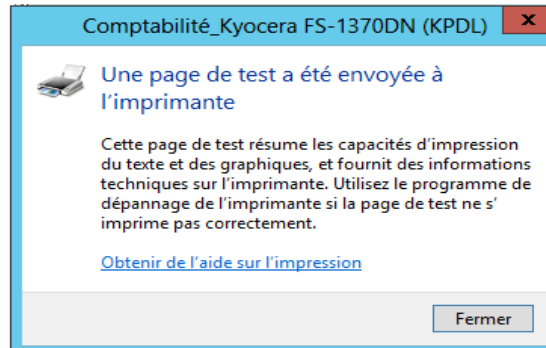 Comptabilité_Kyocera FS-1370DN (KPDL)
Une page de test a été envoyée à
l'imprimante
Cette page de test résume les capacités d'impression
du texte et des graphiques, et fournit des informations
techniques sur l'imprimante. Utilisez le programme de
dépannage de l'imprimante si la page de test ne s'
imprime pas correctement.
Obtenir de l'aide sur l'impression
Fermer